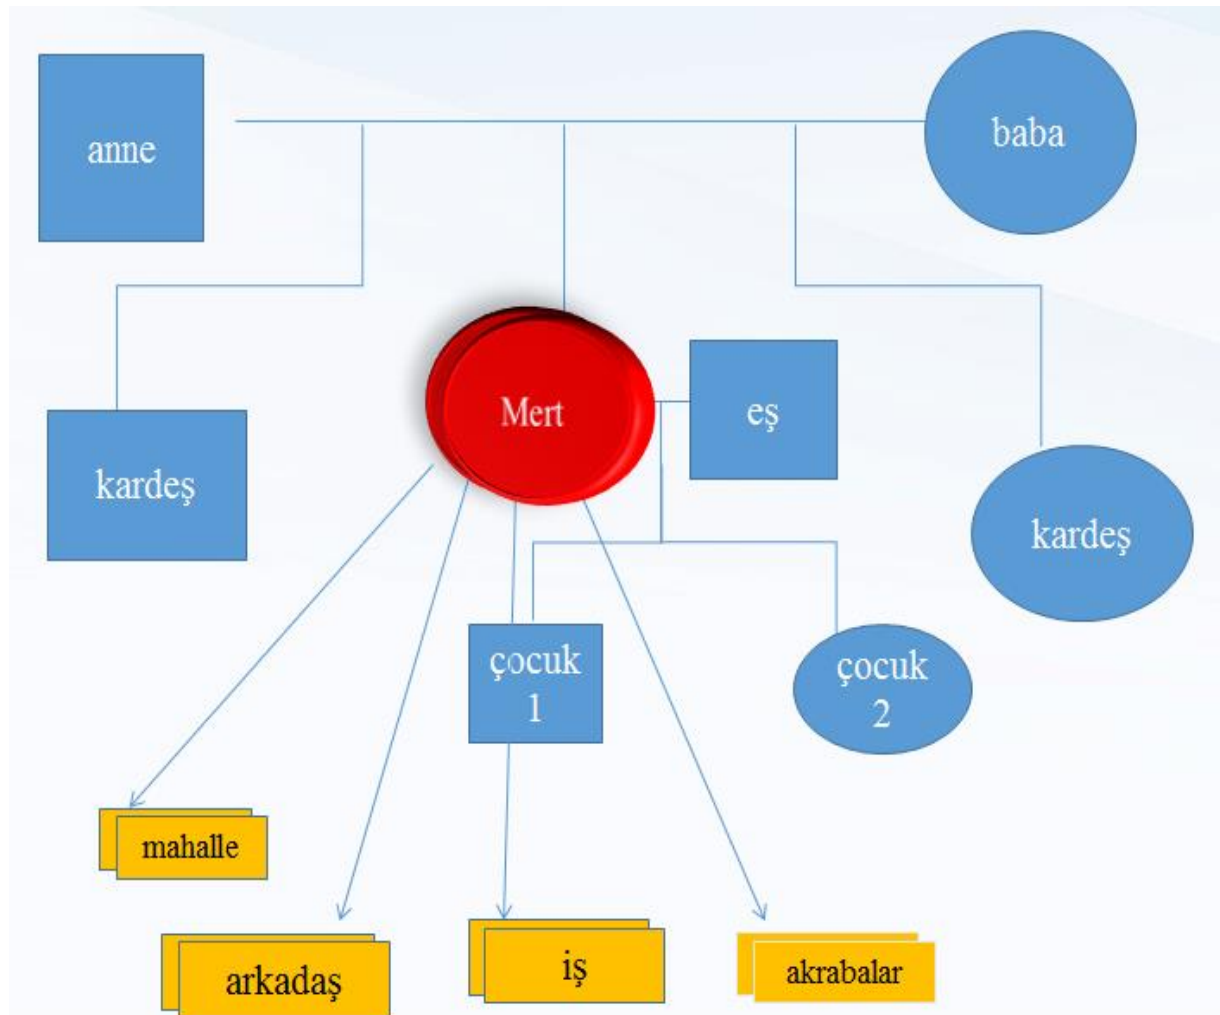 anne
baba
Mert
eş
kardeş
kardeş
çocuk
1
çocuk
2
mahalle
arkadaş
iş
akrabalar